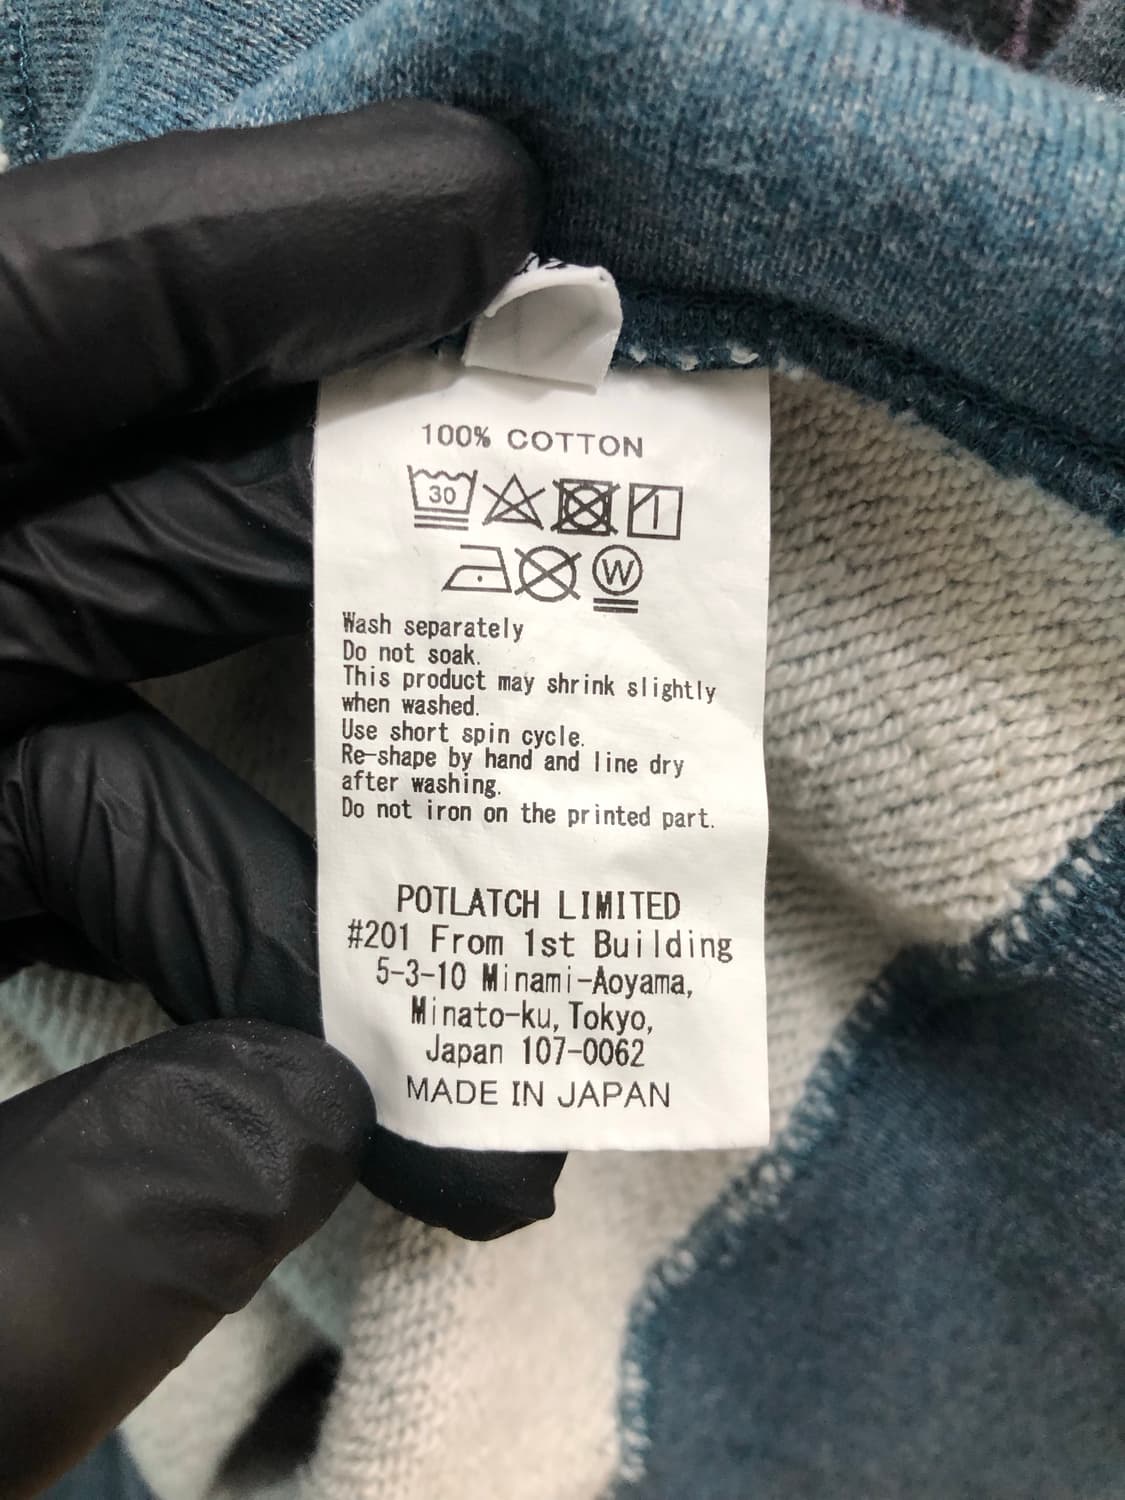 100% COTTON
30
W
Wash separately
Do not soak.
This product may shrink slightly
when washed.
Use short spin cycle.
Re-shape by hand and line dry
after washing.
Do not iron on the printed part.
POTLATCH LIMITED
#201 From 1st Building
5-3-10 Minami-Aoyama,
Minato-ku, Tokyo,
Japan 107-0062
MADE IN JAPAN